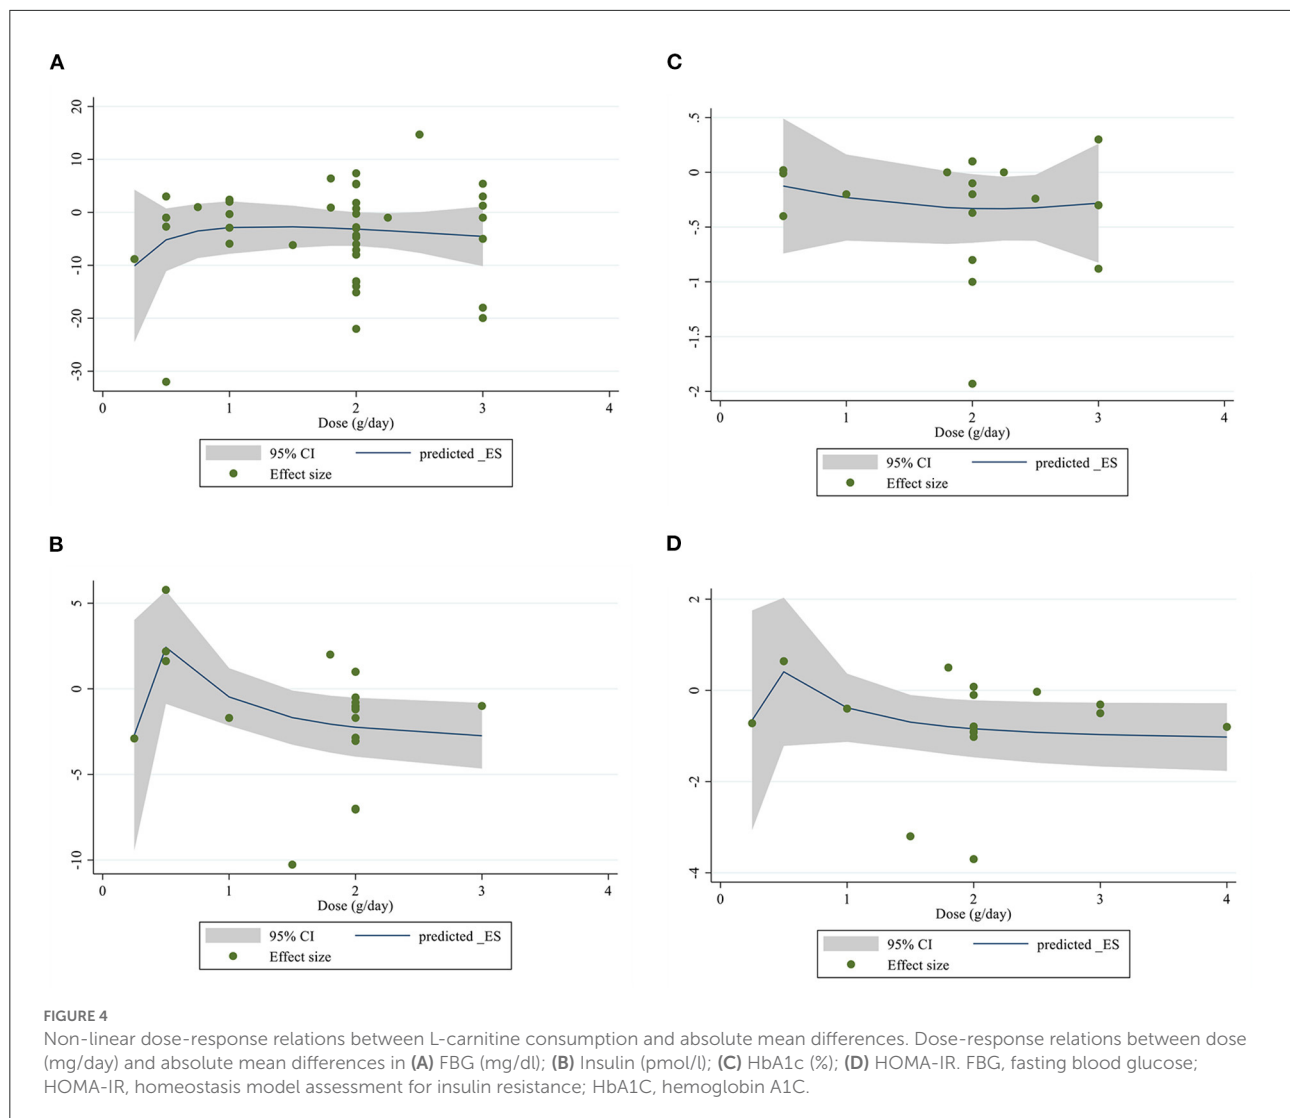 A
20
10
0
-10
-20
-30
0 1 2 3 4
Dose (g/day)
95% CI predicted _ES
Effect size
C
.5
0
-.5
-1
-1.5
-2
0 1 2 3 4
Dose (g/day)
95% CI predicted _ES
Effect size
B
5
0
-5
-10
0 1 2 3 4
Dose (g/day)
95% CI predicted _ES
Effect size
D
2
0
-2
-4
0 1 2 3 4
Dose (g/day)
95% CI predicted _ES
Effect size
FIGURE 4
Non-linear dose-response relations between L-carnitine consumption and absolute mean differences. Dose-response relations between dose
(mg/day) and absolute mean differences in (A) FBG (mg/dl); (B) Insulin (pmol/l); (C) HbA1c (%); (D) HOMA-IR. FBG, fasting blood glucose;
HOMA-IR, homeostasis model assessment for insulin resistance; HbA1C, hemoglobin A1C.